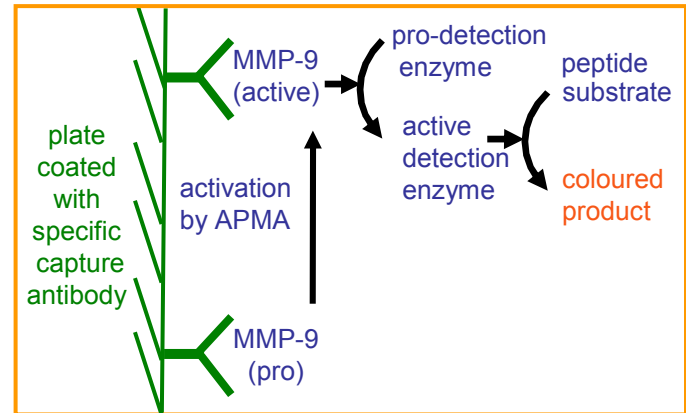 plate
coated
with
specific
capture
antibody
MMP-9
(active)
activation
by APMA
MMP-9
(pro)
pro-detection
enzyme
active
detection
enzyme
peptide
substrate
coloured
product